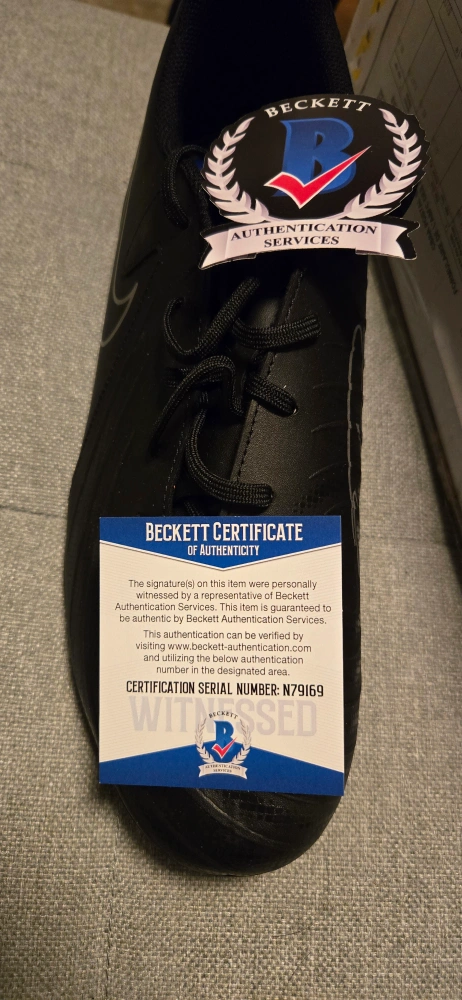 BECKETT
B
AUTHENTICATION
SERVICES
BECKETT CERTIFICATE
OF AUTHENTICITY
The signature(s) on this item were personally
witnessed by a representative of Beckett
Authentication Services. This item is guaranteed to
be authentic by Beckett Authentication Services.
This authentication can be verified by
visiting www.beckett-authentication.com
and utilizing the below authentication
number in the designated area.
CERTIFICATION SERIAL NUMBER: N79169
WITNESSED
BECKETT
B
AUTHENTICATION
SERVICES